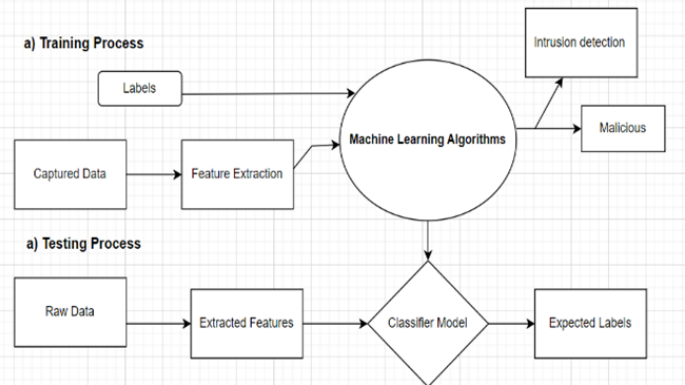 a) Training Process
Intrusion detection
Labels
Malicious
Machine Learning Algorithms
Captured Data
Feature Extraction
a) Testing Process
Raw Data
Extracted Features
Classifier Model
Expected Labels